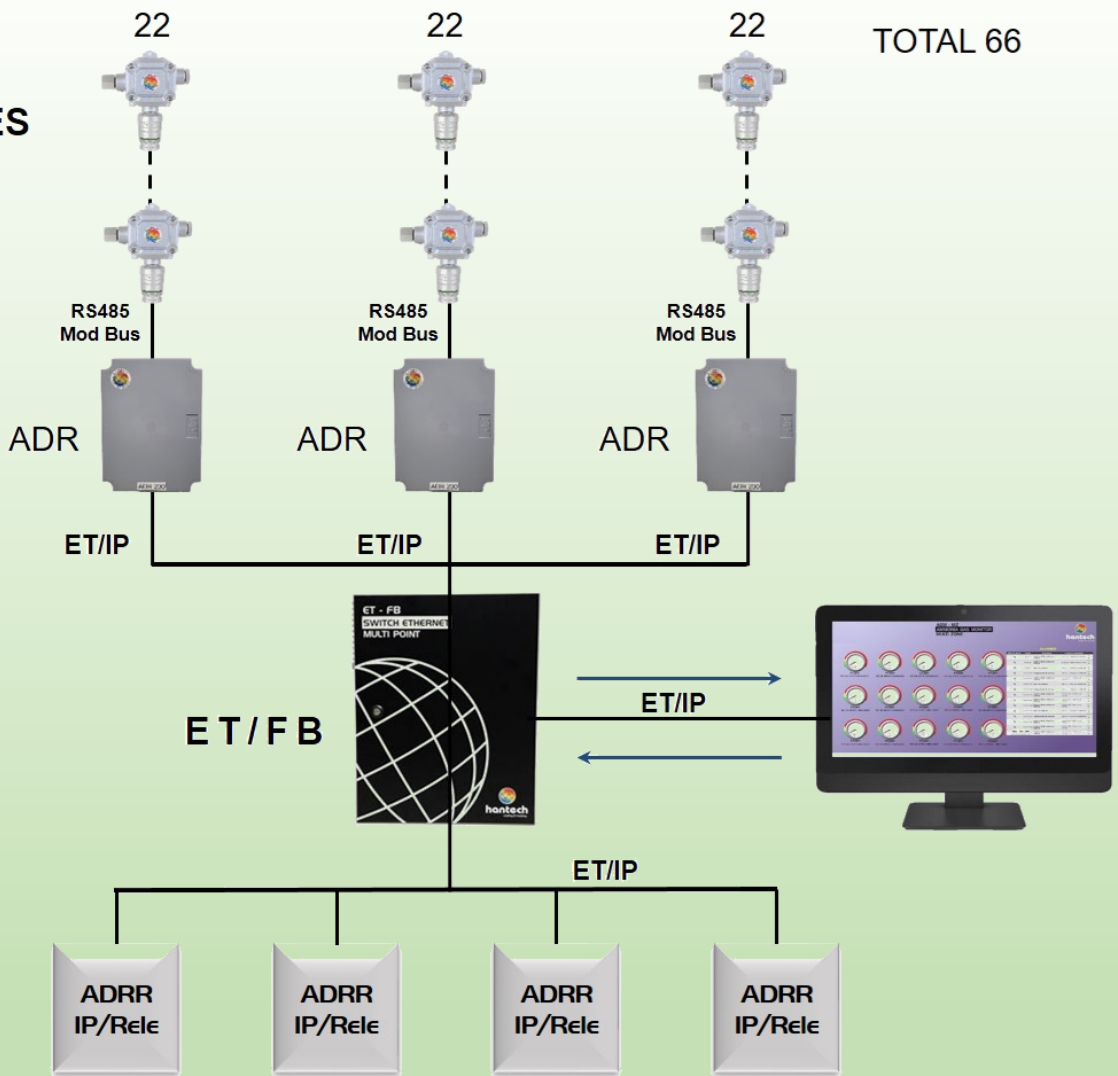 22
22
22
TOTAL 66
ES
RS485
Mod Bus
RS485
Mod Bus
RS485
Mod Bus
ADR
ADR
ADR
ET/IP
ET/IP
ET/IP
ET - FB
SWITCH ETHERNET
MULTI POINT
hantech
ET/FB
ET/IP
hantech
ET/IP
ADRR
IP/Rele
ADRR
IP/Rele
ADRR
IP/Rele
ADRR
IP/Rele